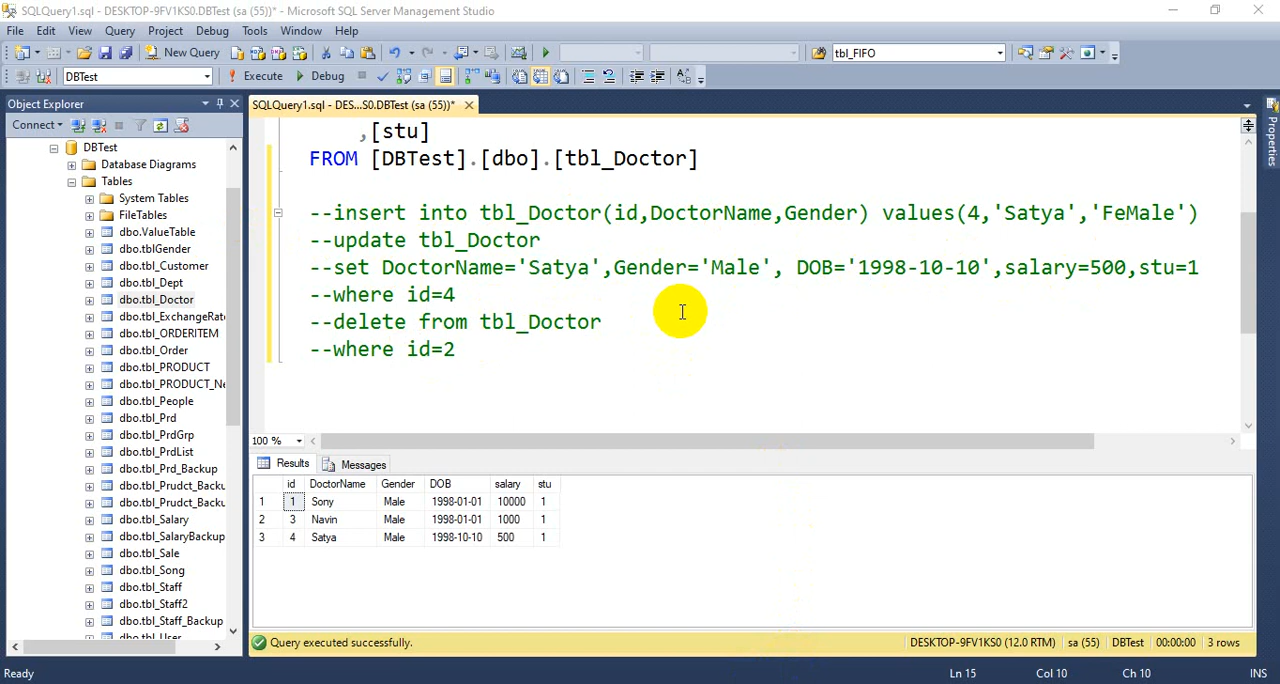 SQLQuery1.sql - DESKTOP-9FV1KS0.DBTest (sa (55))* - Microsoft SQL Server Management Studio
File Edit View Query Project Debug Tools Window Help
New Query tbl_FIFO
DBTest Execute Debug
Object Explorer
SQLQuery1.sql - DES...S0.DBTest (sa (55))*
Properties
Connect
DBTest
Database Diagrams
Tables
System Tables
FileTables
dbo.ValueTable
dbo.tblGender
dbo.tbl_Customer
dbo.tbl_Dept
dbo.tbl_Doctor
dbo.tbl_ExchangeRate
dbo.tbl_ORDERITEM
dbo.tbl_Order
dbo.tbl_PRODUCT
dbo.tbl_PRODUCT_Ne
dbo.tbl_People
dbo.tbl_Prd
dbo.tbl_PrdGrp
dbo.tbl_PrdList
dbo.tbl_Prd_Backup
dbo.tbl_Prudct_Backu
dbo.tbl_Prudct_Backu
dbo.tbl_Salary
dbo.tbl_SalaryBackup
dbo.tbl_Sale
dbo.tbl_Song
dbo.tbl_Staff
dbo.tbl_Staff2
dbo.tbl_Staff_Backup
dbo.tbl_User
,[stu]
FROM [DBTest].[dbo].[tbl_Doctor]
--insert into tbl_Doctor(id,DoctorName,Gender) values(4,'Satya','FeMale')
--update tbl_Doctor
--set DoctorName='Satya',Gender='Male', DOB='1998-10-10',salary=500,stu=1
--where id=4
--delete from tbl_Doctor
--where id=2
100 %
Results Messages
id DoctorName Gender DOB salary stu
1 1 Sony Male 1998-01-01 10000 1
2 3 Navin Male 1998-01-01 1000 1
3 4 Satya Male 1998-10-10 500 1
Query executed successfully. DESKTOP-9FV1KS0 (12.0 RTM) sa (55) DBTest 00:00:00 3 rows
Ready Ln 15 Col 10 Ch 10 INS